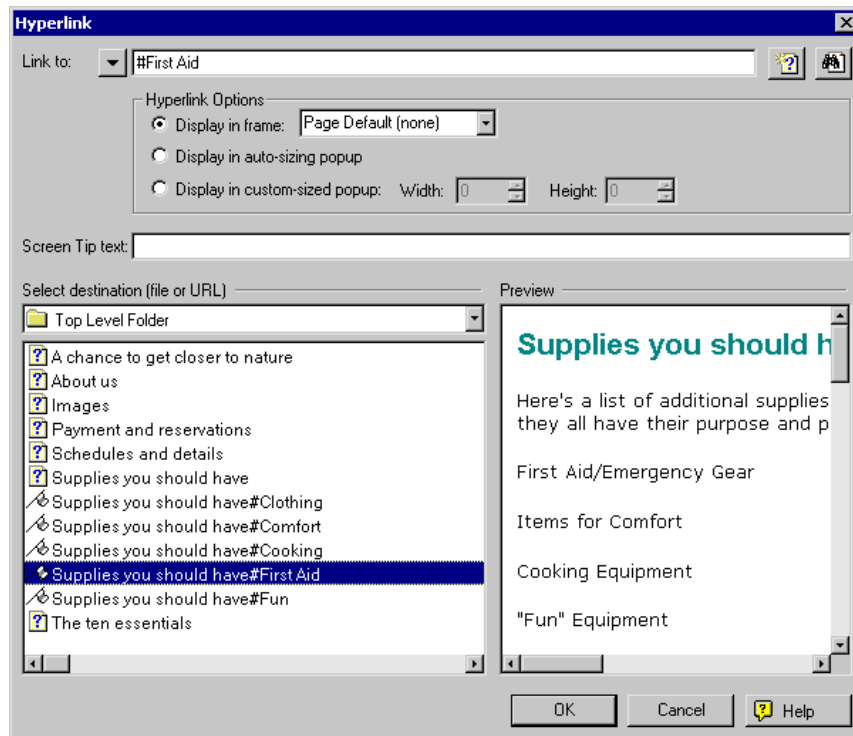 Hyperlink
Link to: #First Aid
Hyperlink Options
Display in frame: Page Default (none)
Display in auto-sizing popup
Display in custom-sized popup: Width: 0 Height: 0
Screen Tip text:
Select destination (file or URL)
Top Level Folder
A chance to get closer to nature
About us
Images
Payment and reservations
Schedules and details
Supplies you should have
Supplies you should have#Clothing
Supplies you should have#Comfort
Supplies you should have#Cooking
Supplies you should have#First Aid
Supplies you should have#Fun
The ten essentials
Preview
Supplies you should h
Here's a list of additional supplies
they all have their purpose and p
First Aid/Emergency Gear
Items for Comfort
Cooking Equipment
"Fun" Equipment
OK Cancel Help